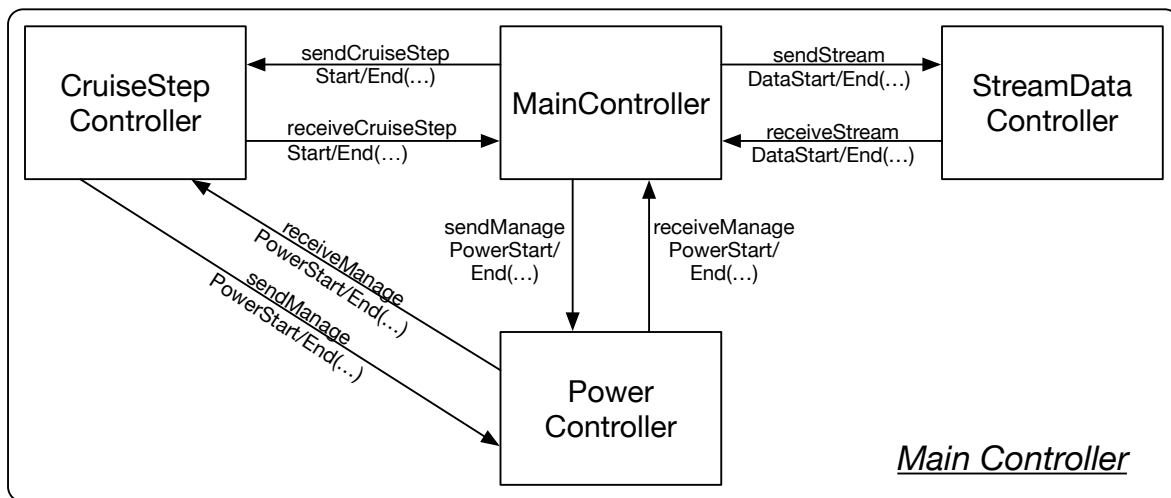 CruiseStep
Controller
sendCruiseStep
Start/End(…)
receiveCruiseStep
Start/End(…)
MainController
sendStream
DataStart/End(…)
receiveStream
DataStart/End(…)
StreamData
Controller
receiveManage
PowerStart/End(…)
sendManage
PowerStart/End(…)
sendManage
PowerStart/
End(…)
receiveManage
PowerStart/
End(…)
Power
Controller
Main Controller